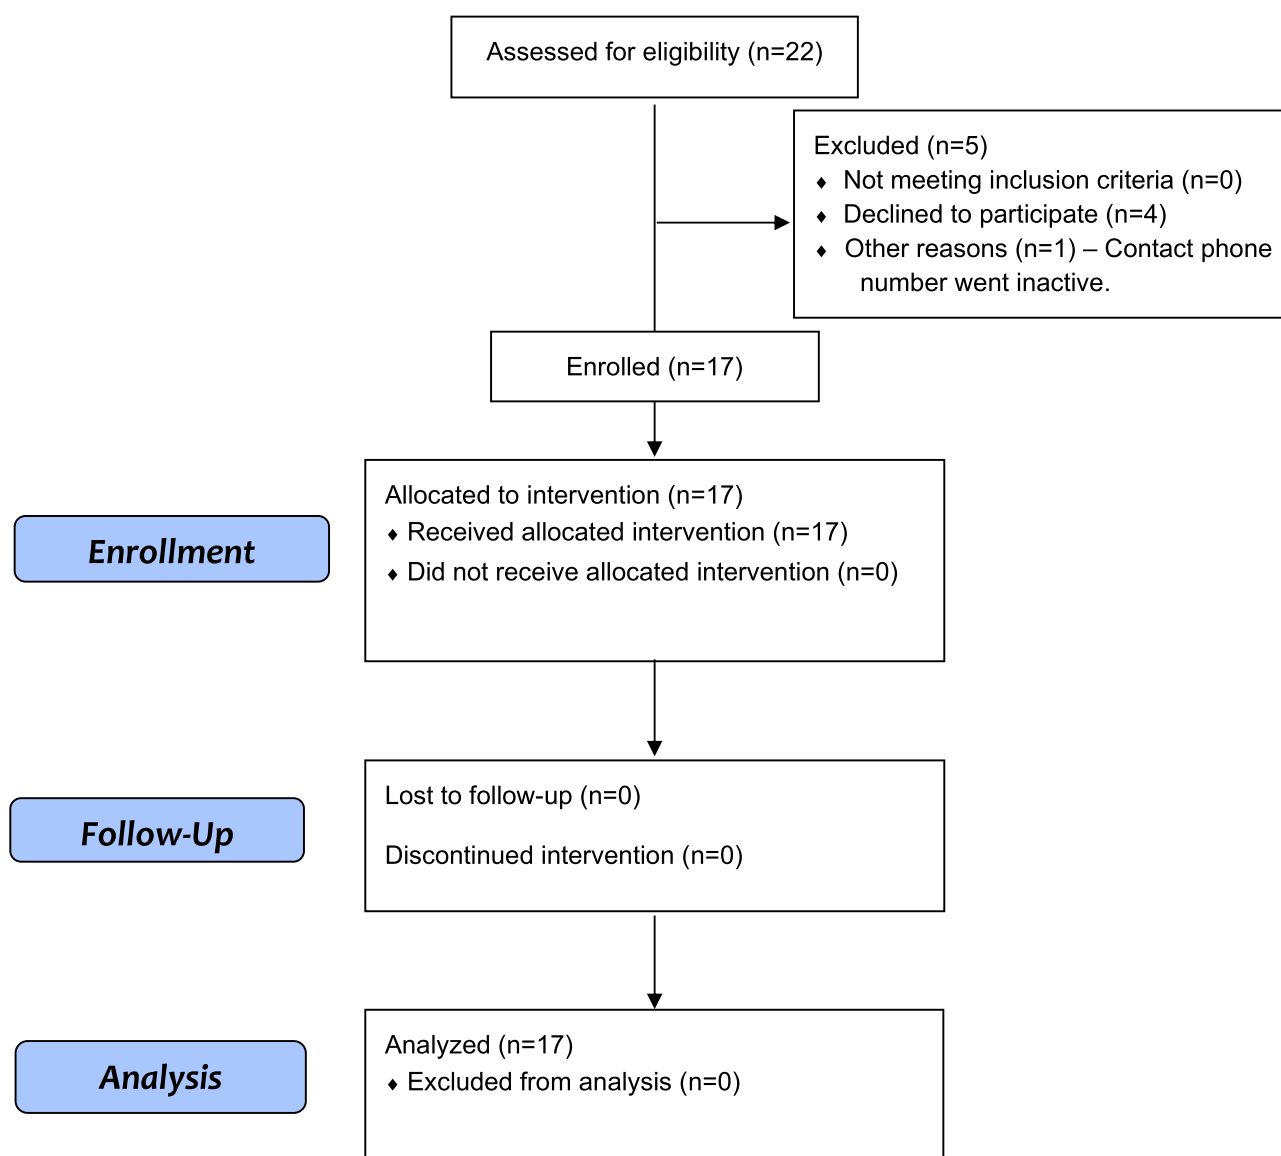 Assessed for eligibility (n=22)
Excluded (n=5)
♦ Not meeting inclusion criteria (n=0)
♦ Declined to participate (n=4)
♦ Other reasons (n=1) – Contact phone
number went inactive.
Enrolled (n=17)
Allocated to intervention (n=17)
♦ Received allocated intervention (n=17)
♦ Did not receive allocated intervention (n=0)
Enrollment
Lost to follow-up (n=0)
Discontinued intervention (n=0)
Follow-Up
Analyzed (n=17)
♦ Excluded from analysis (n=0)
Analysis